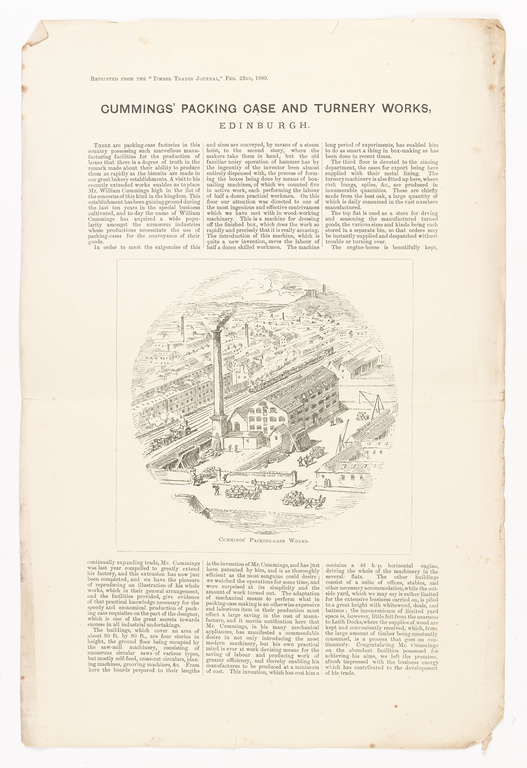 REPRINTED FROM THE "TIMBER TRADES JOURNAL," FEB. 23RD, 1889.
CUMMINGS' PACKING CASE AND TURNERY WORKS,
EDINBURGH.
THERE are packing-case factories in this
country possessing such marvellous manu-
facturing facilities for the production of
boxes that there is a degree of truth in the
remark made about their ability to produce
them as rapidly as the biscuits are made in
our great bakery establishments. A visit to his
recently extended works enables us to place
Mr. William Cummings high in the list of
the concerns of this kind in the kingdom. This
establishment has been gaining ground during
the last ten years in the special business
cultivated, and to-day the name of William
Cummings has acquired a wide popu-
larity amongst the numerous industries
whose productions necessitate the use of
packing-cases for the conveyance of their
goods.
In order to meet the exigencies of this
and sizes are conveyed, by means of a steam
hoist, to the second story, where the
makers take them in hand, but the old
familiar noisy operation of hammer has by
the ingenuity of the inventor been almost
entirely dispensed with, the process of form-
ing the boxes being done by means of box-
nailing machines, of which we counted five
in active work, each performing the labour
of half a dozen practical workmen. On this
floor our attention was directed to one of
the most ingenious and effective contrivances
which we have met with in wood-working
machinery. This is a machine for dressing
off the finished box, which does the work so
rapidly and precisely that it is really amazing.
The introduction of this machine, which is
quite a new invention, saves the labour of
half a dozen skilled workmen. The machine
long period of experiments, has enabled him
to do as smart a thing in box-making as has
been done in recent times.
The third floor is devoted to the zincing
department, the cases for export being here
supplied with their metal lining. The
turnery machinery is also fitted up here, where
cask bungs, spiles, &c., are produced in
innumerable quantities. These are chiefly
made from the best oak, a large quantity of
which is daily consumed in the vast numbers
manufactured.
The top flat is used as a store for drying
and seasoning the manufactured turned
goods, the various sizes and kinds being each
stored in a separate bin, so that orders may
be instantly supplied and despatched without
trouble or turning over.
The engine-house is beautifully kept,
CUMMINGS' PACKING-CASE WORKS.
continually expanding trade, Mr. Cummings
was last year compelled to greatly extend
his factory, and this extension has now just
been completed, and we have the pleasure
of reproducing an illustration of his whole
works, which in their general arrangement,
and the facilities provided, give evidence
of that practical knowledge necessary for the
speedy and economical production of pack-
ing case requisites on the part of the designer,
which is one of the great secrets towards
success in all industrial undertakings.
The buildings, which cover an area of
about 80 ft. by 80 ft., are four stories in
height, the ground floor being occupied by
the saw-mill machinery, consisting of
numerous circular saws of various types,
but mostly self-feed, cross-cut circulars, plan-
ing machines, grooving machines, &c. From
here the boards prepared to their lengths
is the invention of Mr. Cummings, and has just
been patented by him, and is as thoroughly
efficient as the most sanguine could desire;
we watched the operations for some time, and
were surprised at its simplicity and the
amount of work turned out. The adaptation
of mechanical means to perform what in
packing-case making is an otherwise expensive
and laborious item in their production must
effect a large saving in the cost of manu-
facture, and it merits notification here that
Mr. Cummings, in his many mechanical
appliances, has manifested a commendable
desire in not only introducing the most
modern machinery, but his own practical
mind is ever at work devising means for the
saving of labour and producing work of
greater efficiency, and thereby enabling his
manufactures to be produced at a minimum
of cost. This invention, which has cost him a
contains a 40 h.p. horizontal engine,
driving the whole of the machinery in the
several flats. The other buildings
consist of a suite of offices, stables, and
other necessary accommodation, while the out-
side yard, which we may say is rather limited
for the extensive business carried on, is piled
to a great height with whitewood, deals, and
battens; the inconvenience of limited yard
space is, however, little felt from the nearness
to Leith Docks, where the supplies of wood are
kept and conveniently received, which, from
the large amount of timber being constantly
consumed, is a process that goes on con-
tinuously. Congratulating Mr. Cummings
on the abundant facilities possessed for
achieving his aims, we left the premises,
afresh impressed with the business energy
which has contributed to the development
of his trade.